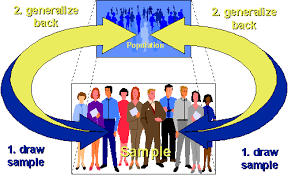 2. generalize
back
2. generalize
back
Population
Sample
1. draw
sample
1. draw
sample